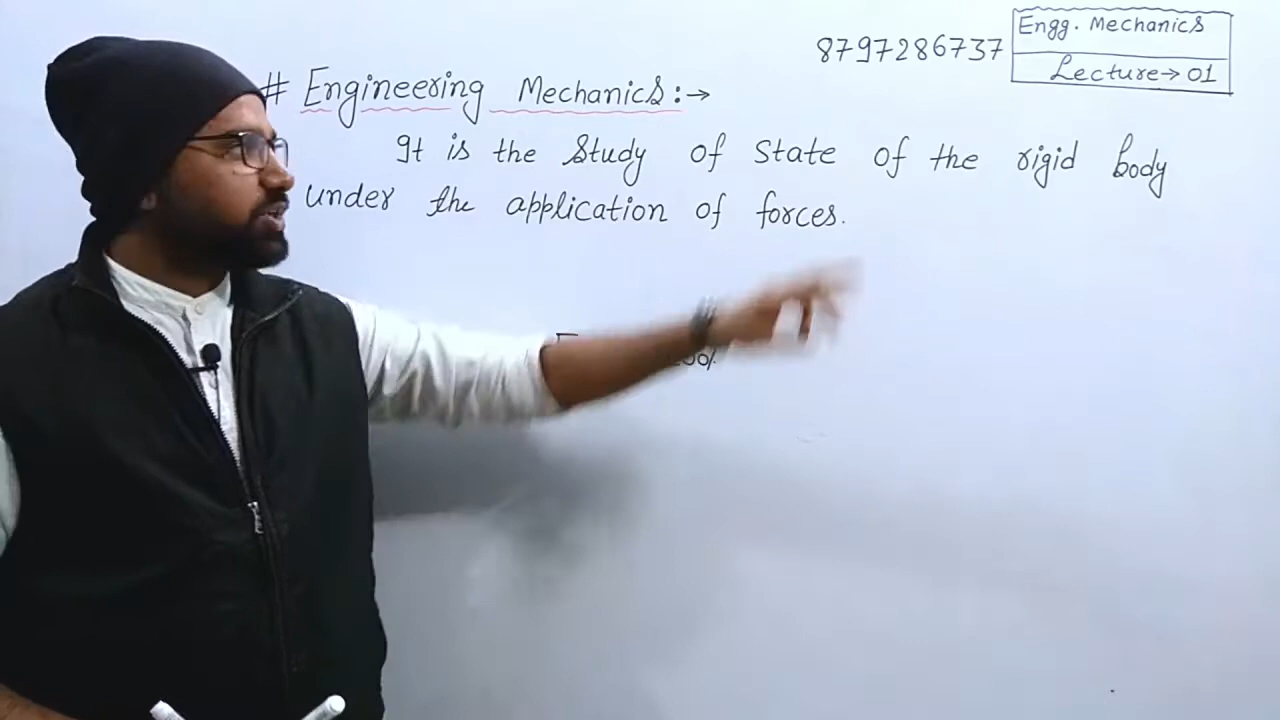 8797286737
Engg. Mechanics
Lecture→ 01
# Engineering Mechanics:→
It is the Study of State of the rigid body
under the application of forces.